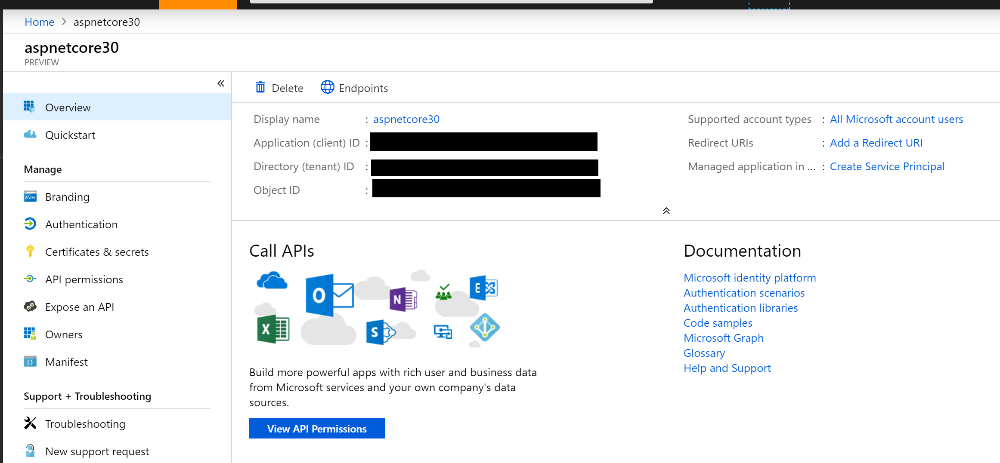 Home > aspnetcore30
aspnetcore30
PREVIEW
«
Delete
Endpoints
Overview
Quickstart
Manage
Branding
Authentication
Certificates & secrets
API permissions
Expose an API
Owners
Manifest
Support + Troubleshooting
Troubleshooting
New support request
Display name : aspnetcore30
Application (client) ID :
Directory (tenant) ID :
Object ID :
Supported account types : All Microsoft account users
Redirect URIs : Add a Redirect URI
Managed application in ... : Create Service Principal
Call APIs
O
N
E
X
S
Build more powerful apps with rich user and business data
from Microsoft services and your own company's data
sources.
View API Permissions
Documentation
Microsoft identity platform
Authentication scenarios
Authentication libraries
Code samples
Microsoft Graph
Glossary
Help and Support